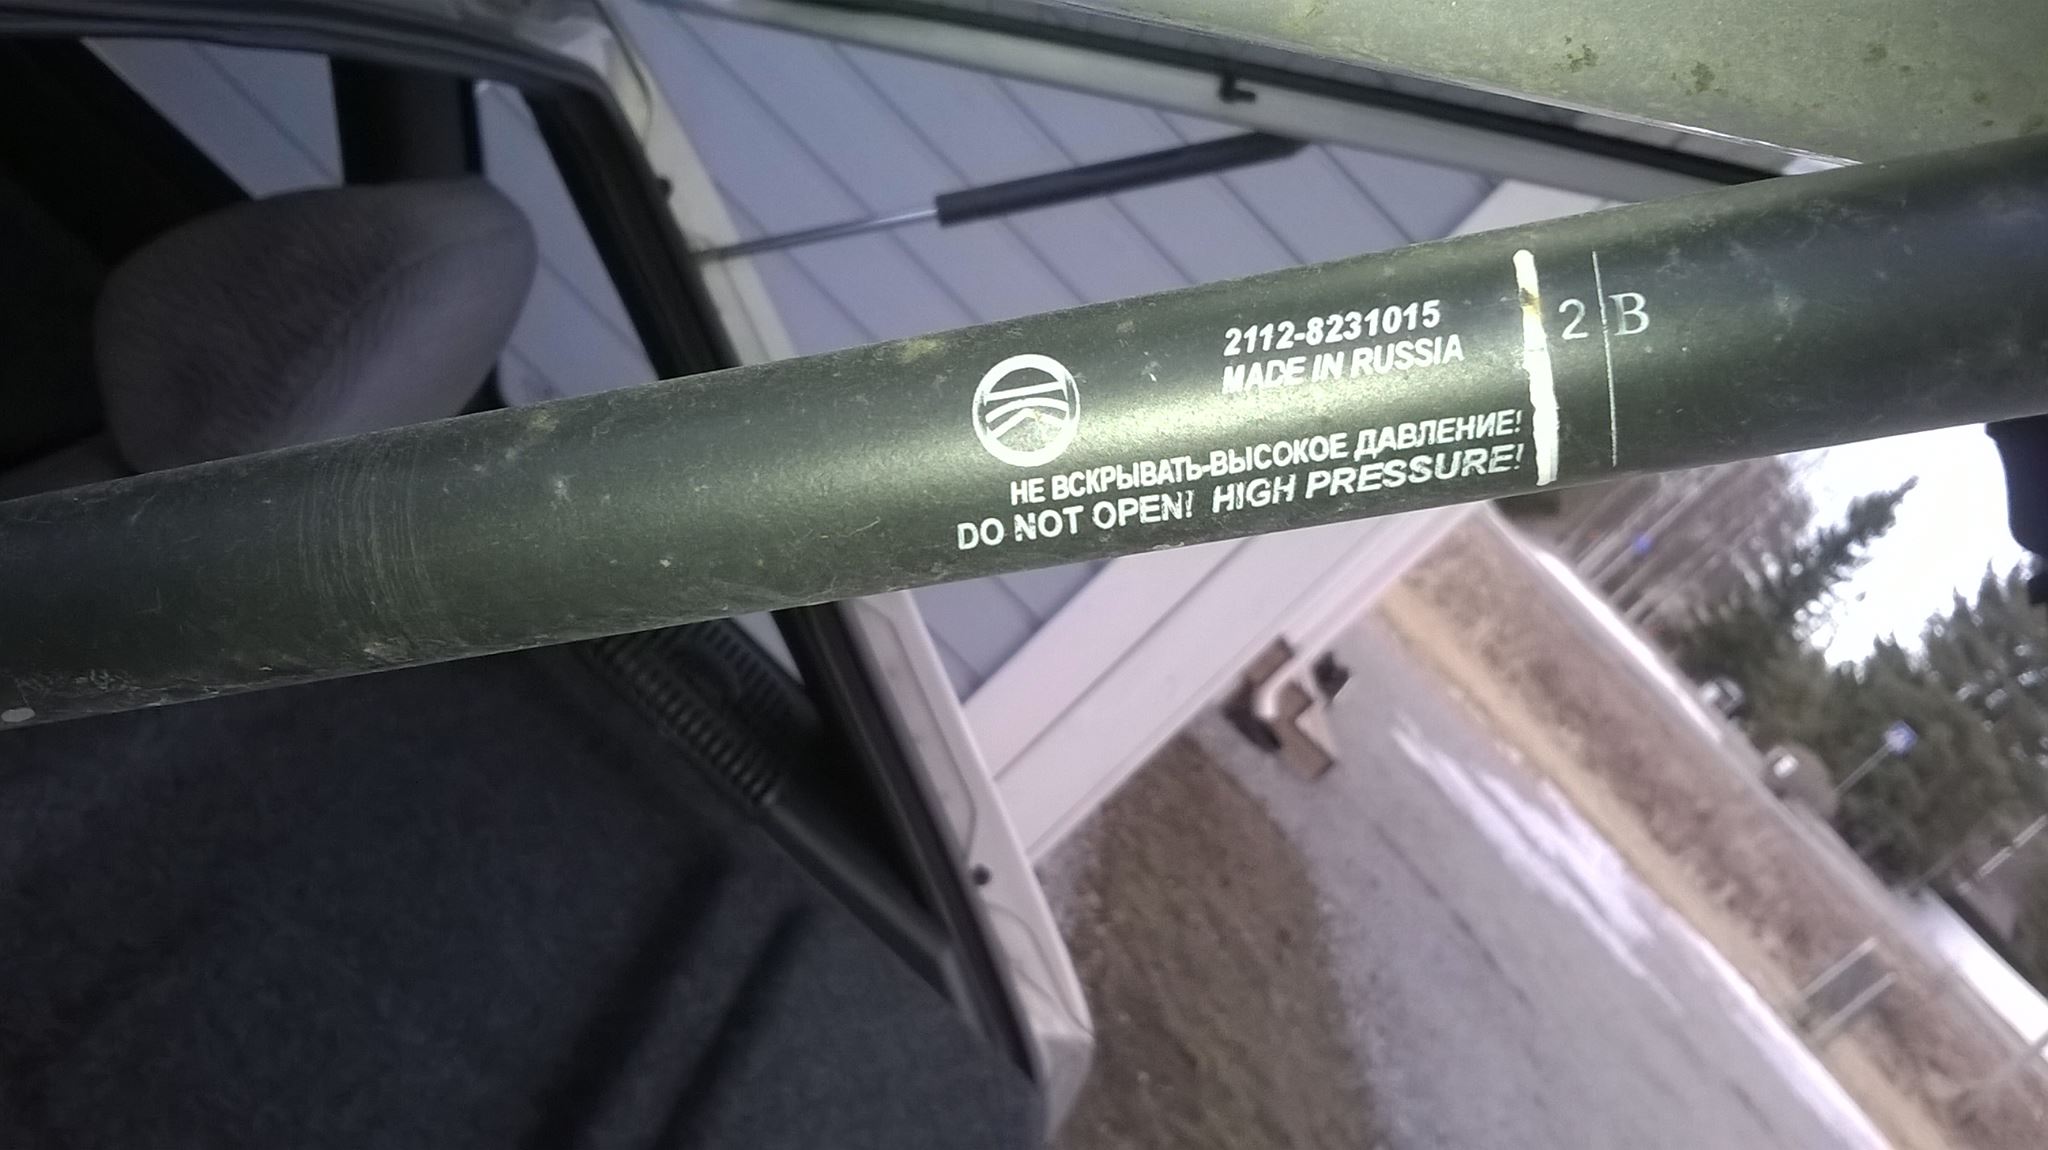 2112-8231015
MADE IN RUSSIA
2 B
НЕ ВСКРЫВАТЬ-ВЫСОКОЕ ДАВЛЕНИЕ!
DO NOT OPEN! HIGH PRESSURE!